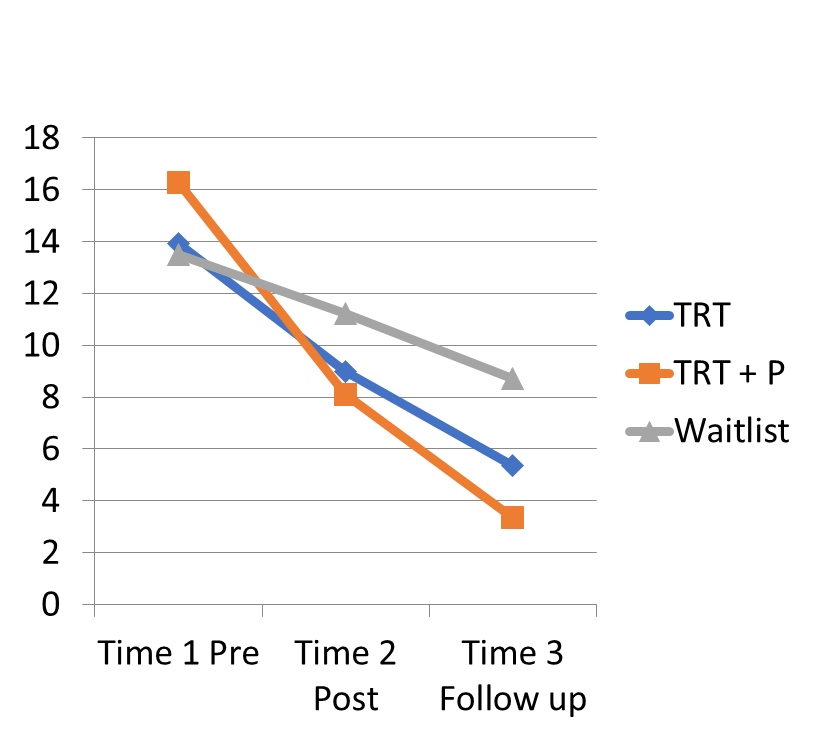 18
16
14
12
10
8
6
4
2
0
Time 1 Pre
Time 2
Post
Time 3
Follow up
TRT
TRT + P
Waitlist